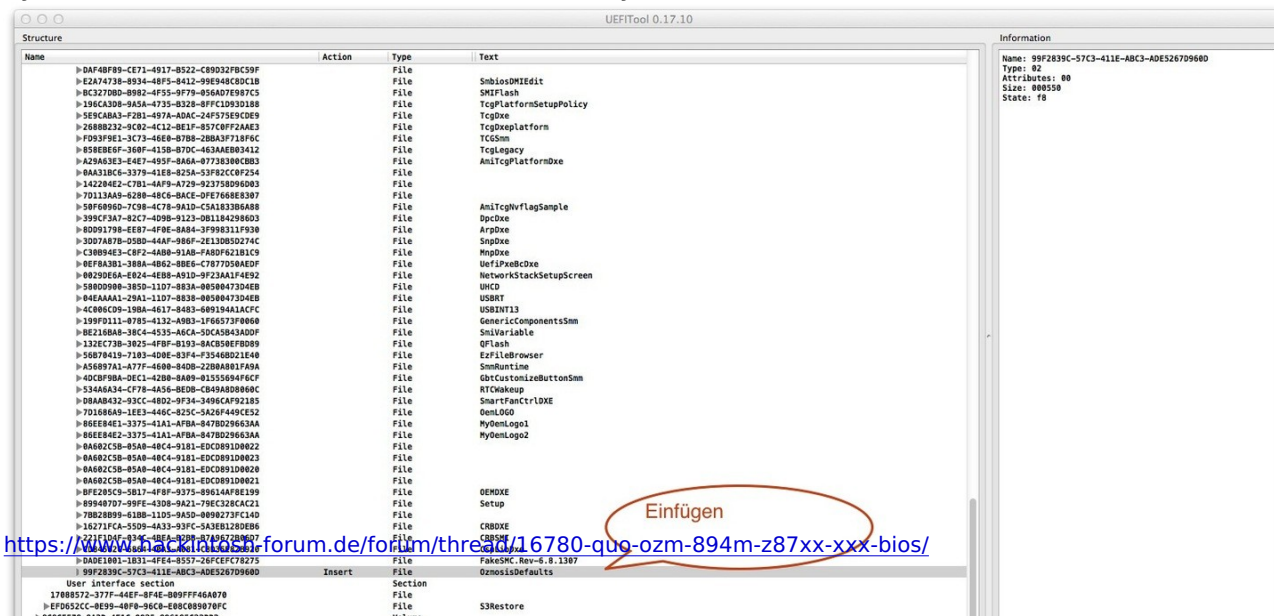 UEFITool 0.17.10
Structure
Information
Name Action Type Text
DAF4BF89-CE71-4917-B522-C89D32FBC59F File
E2A74738-8934-48F5-8412-99E948C8DC1B File SmbiosDMIEdit
BC327DBD-B982-4F55-9F79-056AD7E987C5 File SMIFlash
196CA3D8-9A5A-4735-B328-8FFC1D93D188 File TcgPlatformSetupPolicy
5E9CABA3-F2B1-497A-ADAC-24F575E9CDE9 File TcgDxe
2688B232-9C02-4C12-BE1F-857C0FF2AAE3 File TcgDxeplatform
FD93F9E1-3C73-46E0-B7B8-2BBA3F718F6C File TCGSmm
858EBE6F-360F-415B-B7DC-463AAEB03412 File TcgLegacy
A29A63E3-E4E7-495F-8A6A-07738300CBB3 File AmiTcgPlatformDxe
0AA31BC6-3379-41E8-825A-53F82CC0F254 File
142204E2-C7B1-4AF9-A729-923758D96D03 File
7D113AA9-6280-48C6-BACE-DFE7668E8307 File
50F6096D-7C98-4C78-9A1D-C5A1833B6A88 File AmiTcgNvflagSample
399CF3A7-82C7-4D9B-9123-DB11842986D3 File DpcDxe
8DD91798-EE87-4F0E-8A84-3F998311F930 File ArpDxe
3DD7A87B-D5BD-44AF-986F-2E13DB5D274C File SnpDxe
C30B94E3-C8F2-4AB0-91AB-FA8DF621B1C9 File MnpDxe
0EF8A3B1-388A-4B62-8BE6-C7877D50AEDF File UefiPxeBcDxe
0029DE6A-E024-4EB8-A91D-9F23AA1F4E92 File NetworkStackSetupScreen
580DD900-385D-11D7-883A-00500473D4EB File UHCD
04EAAAA1-29A1-11D7-8838-00500473D4EB File USBRT
4C006CD9-19BA-4617-8483-609194A1ACFC File USBINT13
199FD111-0785-4132-A9B3-1F66573F0060 File GenericComponentsSmm
BE216BA8-38C4-4535-A6CA-5DCA5B43ADDF File SmiVariable
132EC73B-3025-4FBF-B193-8ACB50EFBD89 File QFlash
56B70419-7103-4D0E-83F4-F3546BD21E40 File EzFileBrowser
A56897A1-A77F-4600-84DB-22B0A801FA9A File SmmRuntime
4DCBF9BA-DEC1-42B0-8A09-01555694F6CF File GbtCustomizeButtonSmm
534A6A34-CF78-4A56-BEDB-CB49A8D8060C File RTCWakeup
D8AAB432-93CC-48D2-9F34-3496CAF92185 File SmartFanCtrlDXE
7D1686A9-1EE3-446C-825C-5A26F449CE52 File OemLOGO
86EE84E1-3375-41A1-AFBA-847BD29663AA File MyOemLogo1
86EE84E2-3375-41A1-AFBA-847BD29663AA File MyOemLogo2
0A602C5B-05A0-40C4-9181-EDCD891D0022 File
0A602C5B-05A0-40C4-9181-EDCD891D0023 File
0A602C5B-05A0-40C4-9181-EDCD891D0020 File
0A602C5B-05A0-40C4-9181-EDCD891D0021 File
BFE205C9-5B17-4F8F-9375-89614AF8E199 File OEMDXE
899407D7-99FE-43D8-9A21-79EC328CAC21 File Setup
7BB28B99-61BB-11D5-9A5D-0090273FC14D File
16271FCA-55D9-4A33-93FC-5A3EB128DEB6 File CRBDXE
221F1D4F-034C-4BEA-B2BB-B7A9672B06D7 File CRBSMI
https://www.hackintosh-forum.de/forum/thread/16780-quo-ozm-894m-z87xx-xxx-bios/
DADE1001-1B31-4FE4-8557-26FCEFC78275 File FakeSMC.Rev-6.8.1307
99F2839C-57C3-411E-ABC3-ADE5267D960D Insert File OzmosisDefaults
User interface section Section
17088572-377F-44EF-8F4E-B09FFF46A070 File
EFD652CC-0E99-40F0-96C0-E08C089070FC File S3Restore
Einfügen
Name: 99F2839C-57C3-411E-ABC3-ADE5267D960D
Type: 02
Attributes: 00
Size: 000550
State: f8